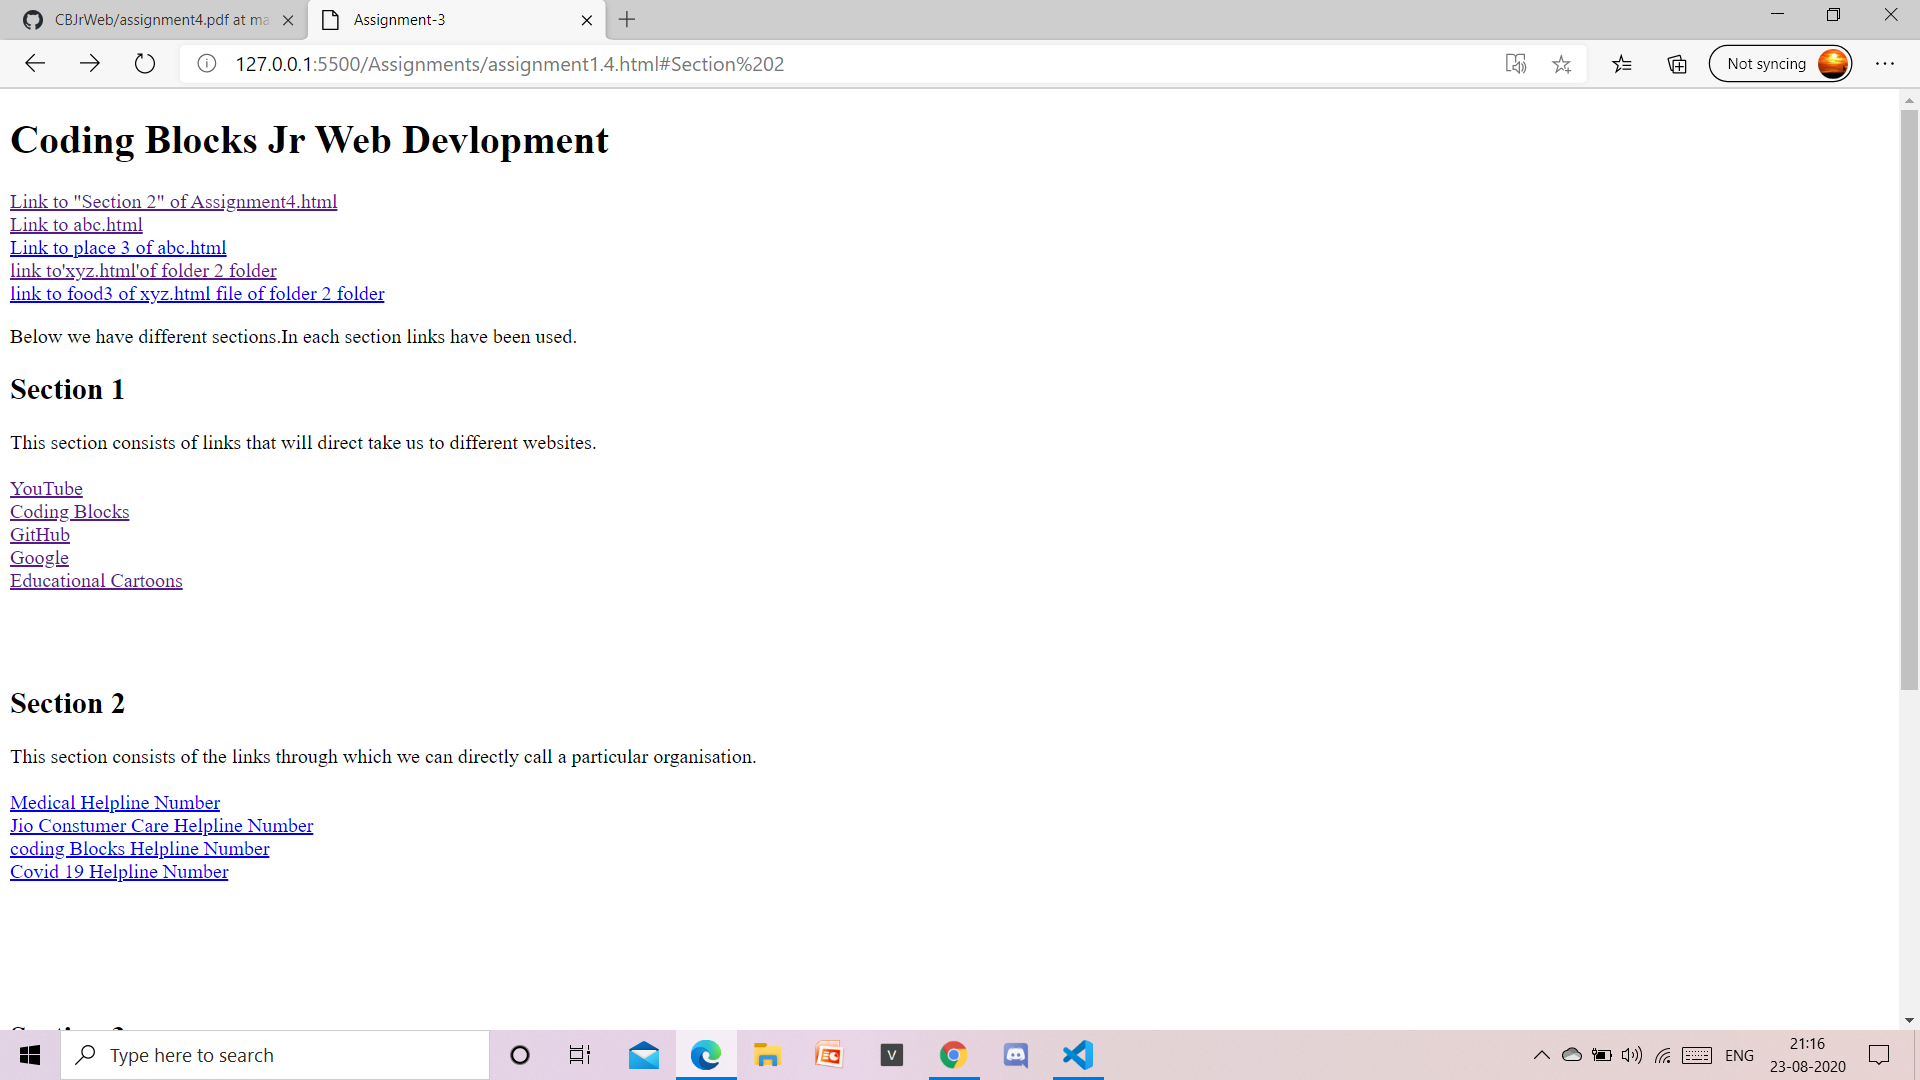 CBJrWeb/assignment4.pdf at ma
Assignment-3
127.0.0.1:5500/Assignments/assignment1.4.html#Section%202
Not syncing
Coding Blocks Jr Web Devlopment
Link to "Section 2" of Assignment4.html
Link to abc.html
Link to place 3 of abc.html
link to'xyz.html'of folder 2 folder
link to food3 of xyz.html file of folder 2 folder
Below we have different sections.In each section links have been used.
Section 1
This section consists of links that will direct take us to different websites.
YouTube
Coding Blocks
GitHub
Google
Educational Cartoons
Section 2
This section consists of the links through which we can directly call a particular organisation.
Medical Helpline Number
Jio Constumer Care Helpline Number
coding Blocks Helpline Number
Covid 19 Helpline Number
Type here to search
V
ENG
21:16
23-08-2020